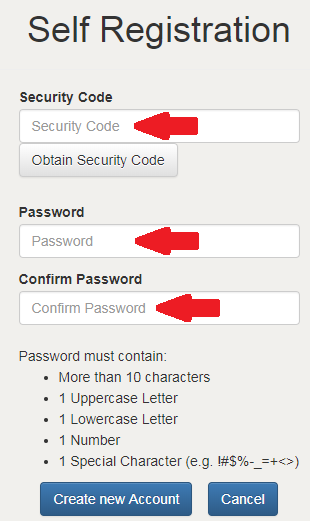 Self Registration
Security Code
Security Code
Obtain Security Code
Password
Password
Confirm Password
Confirm Password
Password must contain:
• More than 10 characters
• 1 Uppercase Letter
• 1 Lowercase Letter
• 1 Number
• 1 Special Character (e.g. !#$%-_=+<>)
Create new Account Cancel